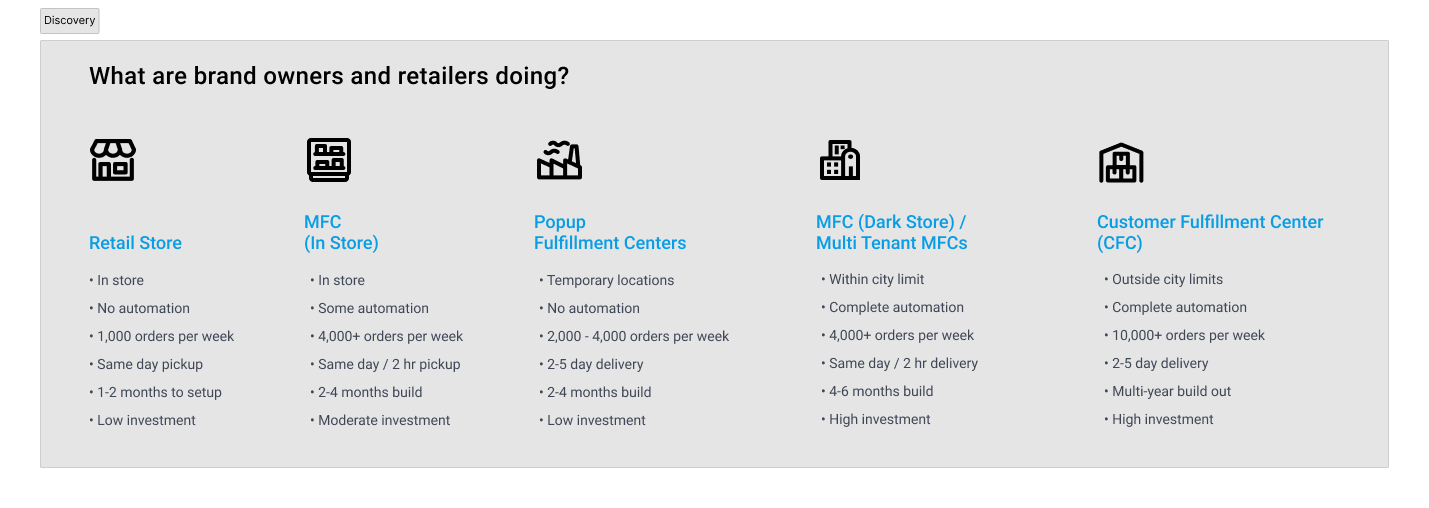 Discovery
What are brand owners and retailers doing?
Retail Store
• In store
• No automation
• 1,000 orders per week
• Same day pickup
• 1-2 months to setup
• Low investment
MFC
(In Store)
• In store
• Some automation
• 4,000+ orders per week
• Same day / 2 hr pickup
• 2-4 months build
• Moderate investment
Popup
Fulfillment Centers
• Temporary locations
• No automation
• 2,000 - 4,000 orders per week
• 2-5 day delivery
• 2-4 months build
• Low investment
MFC (Dark Store) /
Multi Tenant MFCs
• Within city limit
• Complete automation
• 4,000+ orders per week
• Same day / 2 hr delivery
• 4-6 months build
• High investment
Customer Fulfillment Center
(CFC)
• Outside city limits
• Complete automation
• 10,000+ orders per week
• 2-5 day delivery
• Multi-year build out
• High investment